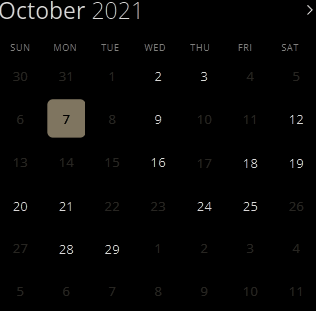 October 2021
SUN MON TUE WED THU FRI SAT
30 31 1 2 3 4 5
6 7 8 9 10 11 12
13 14 15 16 17 18 19
20 21 22 23 24 25 26
27 28 29 1 2 3 4
5 6 7 8 9 10 11